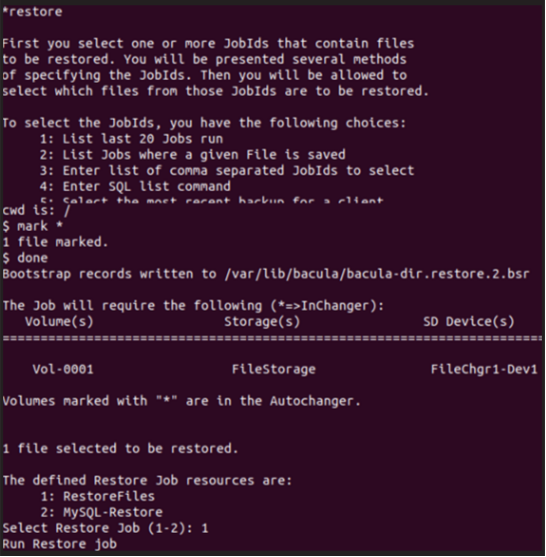 *restore
First you select one or more JobIds that contain files
to be restored. You will be presented several methods
of specifying the JobIds. Then you will be allowed to
select which files from those JobIds are to be restored.
To select the JobIds, you have the following choices:
1: List last 20 Jobs run
2: List Jobs where a given File is saved
3: Enter list of comma separated JobIds to select
4: Enter SQL list command
5: Select the most recent backup for a client
cwd is: /
$ mark *
1 file marked.
$ done
Bootstrap records written to /var/lib/bacula/bacula-dir.restore.2.bsr
The Job will require the following (*=>InChanger):
Volume(s) Storage(s) SD Device(s)
===========================================================================
Vol-0001 FileStorage FileChgr1-Dev1
Volumes marked with "*" are in the Autochanger.
1 file selected to be restored.
The defined Restore Job resources are:
1: RestoreFiles
2: MySQL-Restore
Select Restore Job (1-2): 1
Run Restore job